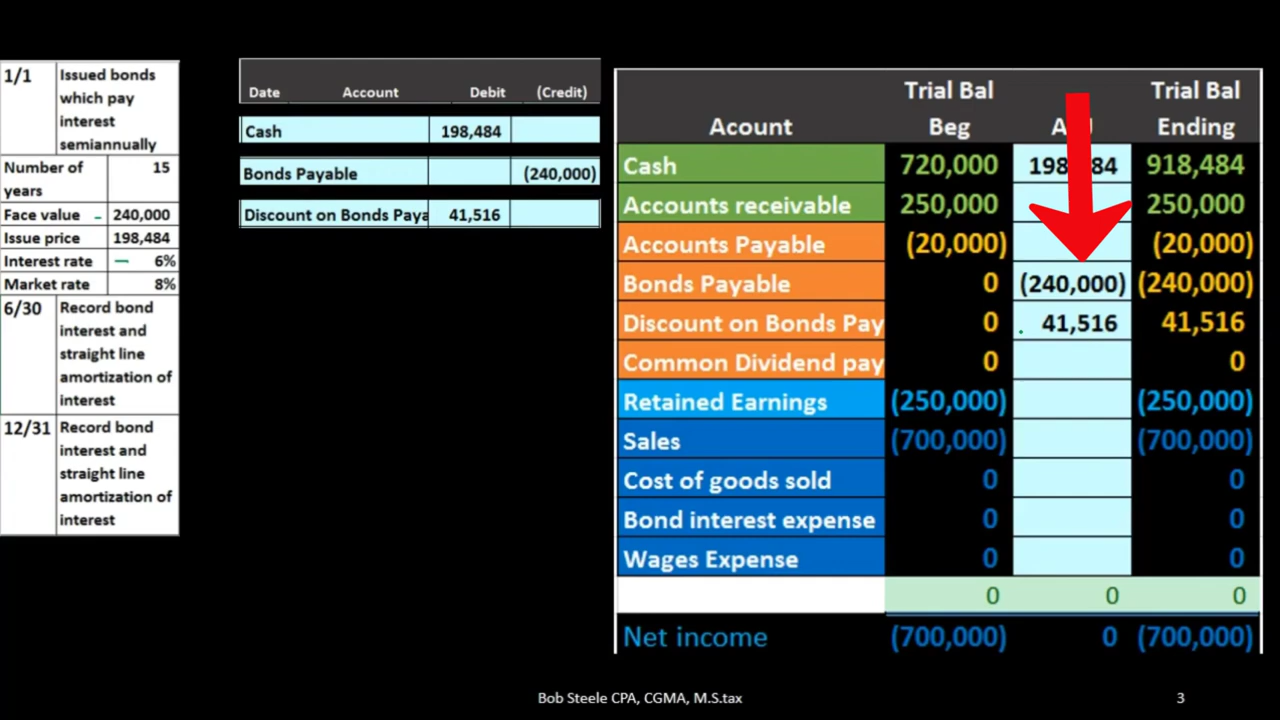 1/1 Issued bonds
which pay
interest
semiannually
Number of 15
years
Face value - 240,000
Issue price 198,484
Interest rate — 6%
Market rate 8%
6/30 Record bond
interest and
straight line
amortization of
interest
12/31 Record bond
interest and
straight line
amortization of
interest
Date Account Debit (Credit)
Cash 198,484
Bonds Payable (240,000)
Discount on Bonds Paya 41,516
Trial Bal Trial Bal
Acount Beg Ending
Cash 720,000 918,484
Accounts receivable 250,000 250,000
Accounts Payable (20,000) (20,000)
Bonds Payable 0 (240,000) (240,000)
Discount on Bonds Pay 0 41,516 41,516
Common Dividend pay 0 0
Retained Earnings (250,000) (250,000)
Sales (700,000) (700,000)
Cost of goods sold 0 0
Bond interest expense 0 0
Wages Expense 0 0
0 0 0
Net income (700,000) 0 (700,000)
Bob Steele CPA, CGMA, M.S.tax 3